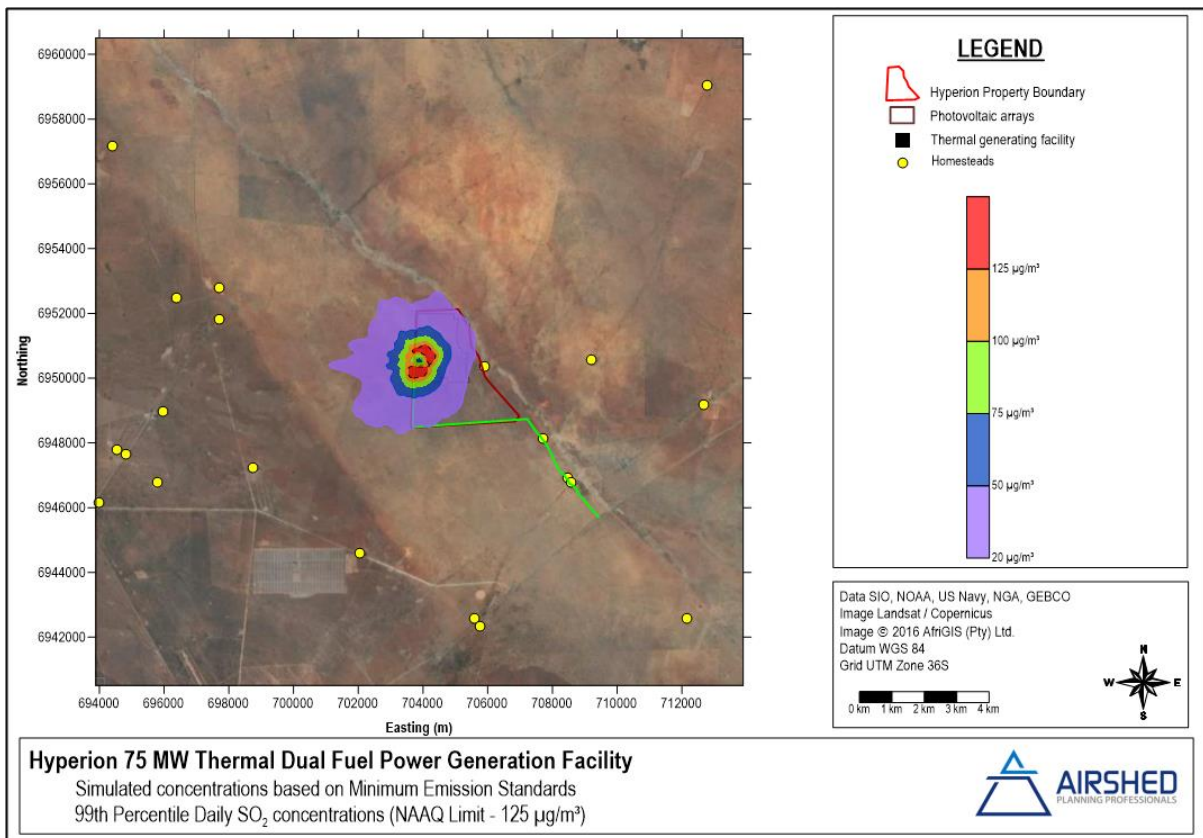 6960000
6958000
6956000
6954000
6952000
6950000
6948000
6946000
6944000
6942000
Northing
694000 696000 698000 700000 702000 704000 706000 708000 710000 712000
Easting (m)
LEGEND
Hyperion Property Boundary
Photovoltaic arrays
Thermal generating facility
Homesteads
125 µg/m³
100 µg/m³
75 µg/m³
50 µg/m³
20 µg/m³
Data SIO, NOAA, US Navy, NGA, GEBCO
Image Landsat / Copernicus
Image © 2016 AfriGIS (Pty) Ltd.
Datum WGS 84
Grid UTM Zone 36S
N
W E
S
0 km 1 km 2 km 3 km 4 km
Hyperion 75 MW Thermal Dual Fuel Power Generation Facility
Simulated concentrations based on Minimum Emission Standards
99th Percentile Daily SO₂ concentrations (NAAQ Limit - 125 µg/m³)
AIRSHED
PLANNING PROFESSIONALS